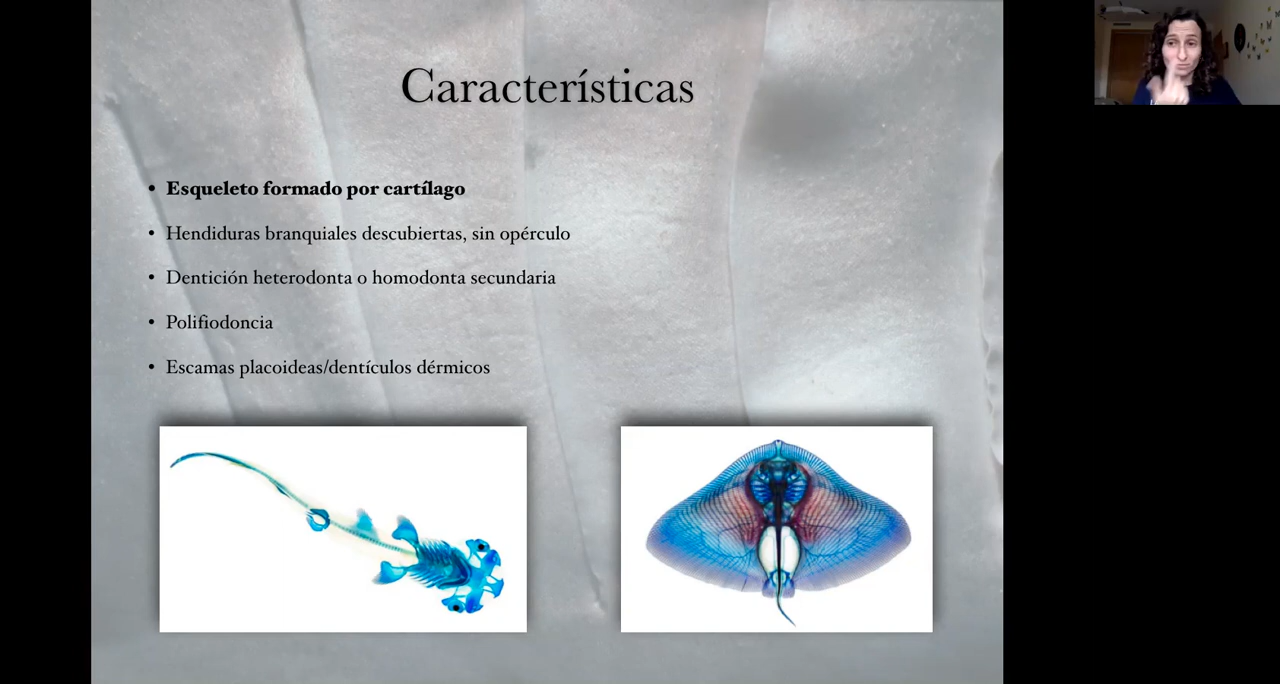 Características
• Esqueleto formado por cartílago
• Hendiduras branquiales descubiertas, sin opérculo
• Dentición heterodonta o homodonta secundaria
• Polifiodoncia
• Escamas placoideas/dentículos dérmicos